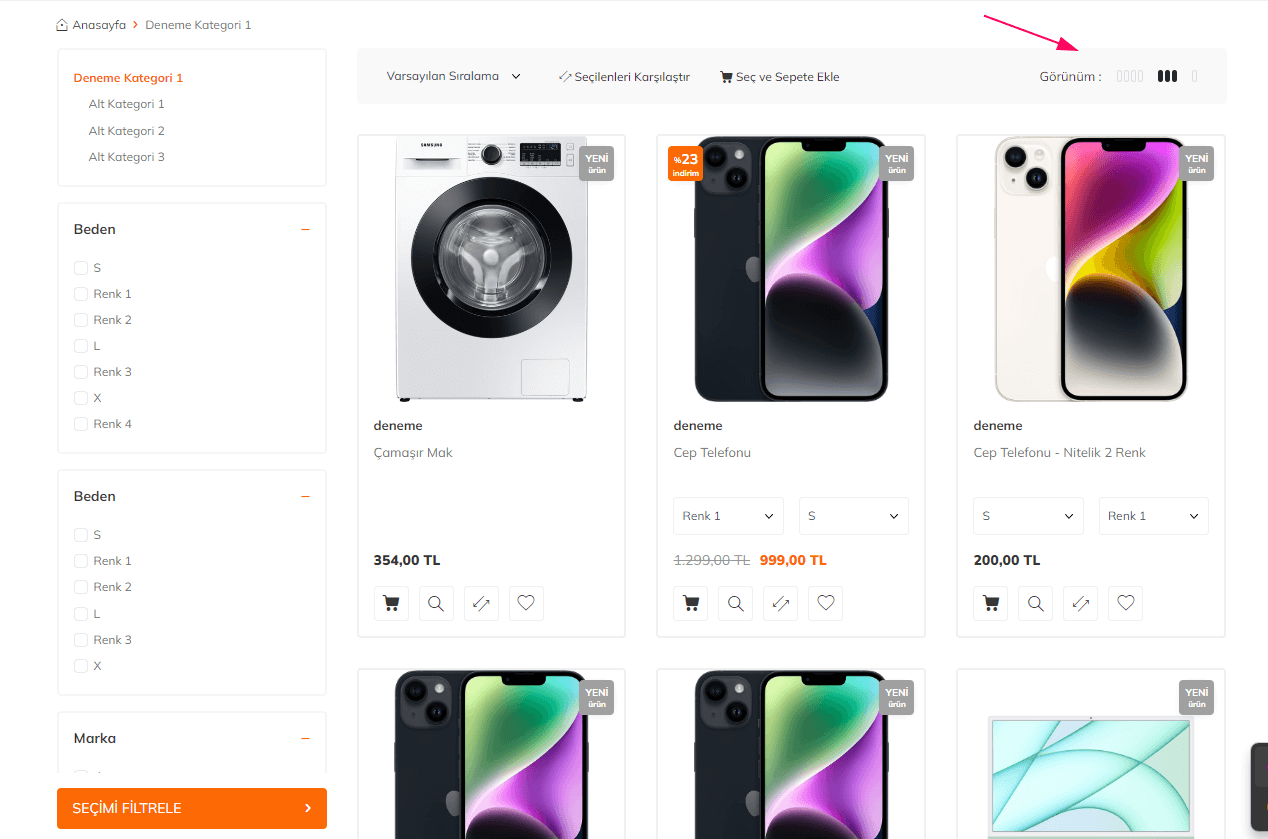 Anasayfa > Deneme Kategori 1
Deneme Kategori 1
Alt Kategori 1
Alt Kategori 2
Alt Kategori 3
Beden
S
Renk 1
Renk 2
L
Renk 3
X
Renk 4
Beden
S
Renk 1
Renk 2
L
Renk 3
X
Marka
SEÇİMİ FİLTRELE
Varsayılan Sıralama
Seçilenleri Karşılaştır
Seç ve Sepete Ekle
Görünüm :
SAMSUNG
YENİ
ürün
deneme
Çamaşır Mak
354,00 TL
%23
indirim
YENİ
ürün
deneme
Cep Telefonu
Renk 1
S
1.299,00 TL 999,00 TL
YENİ
ürün
deneme
Cep Telefonu - Nitelik 2 Renk
S
Renk 1
200,00 TL
YENİ
ürün
YENİ
ürün
YENİ
ürün